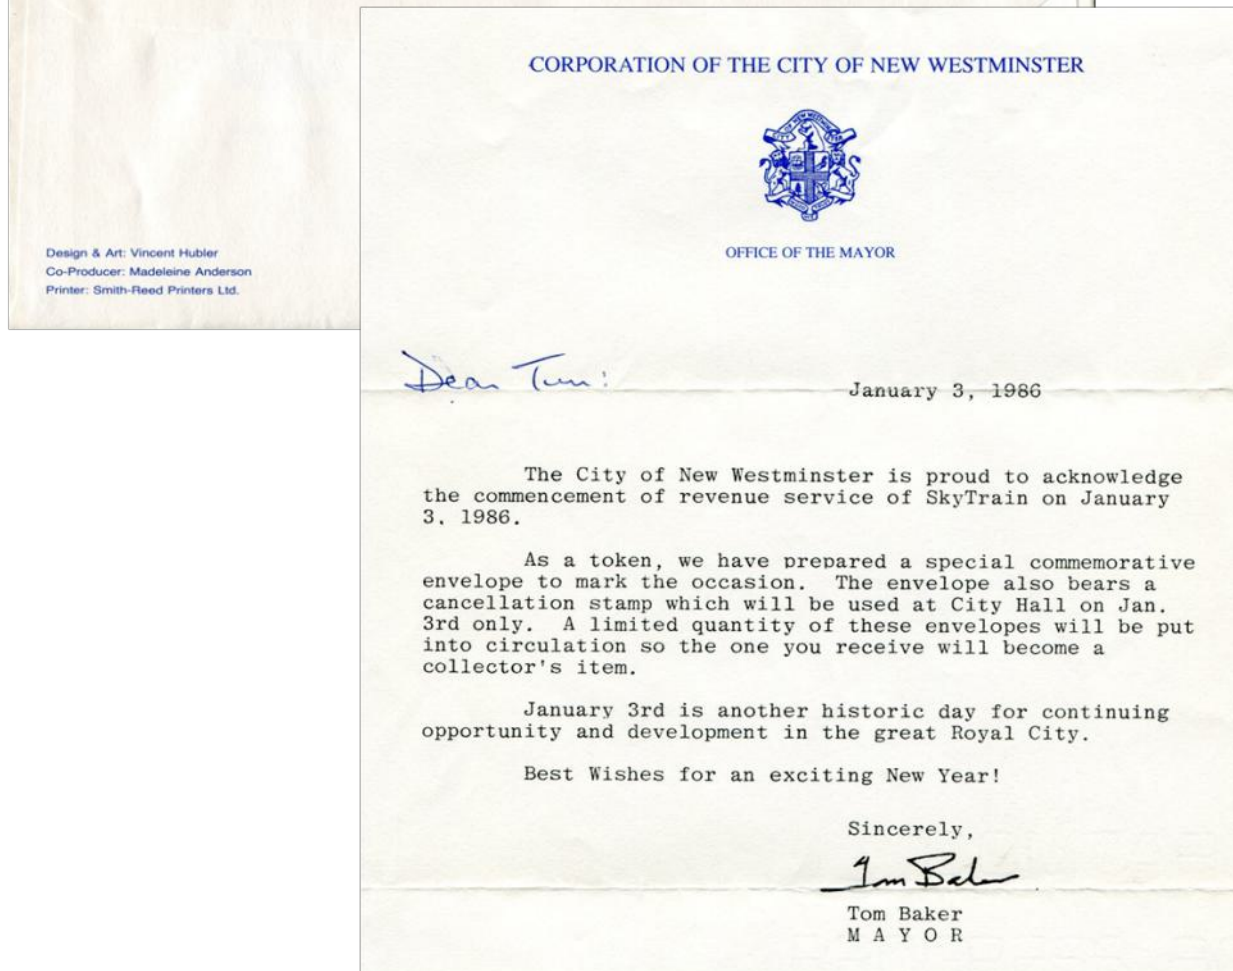 Design & Art: Vincent Hubler
Co-Producer: Madeleine Anderson
Printer: Smith-Reed Printers Ltd.
CORPORATION OF THE CITY OF NEW WESTMINSTER
CITY OF NEW WESTMINSTER
OFFICE OF THE MAYOR
Dear Tim:
January 3, 1986
The City of New Westminster is proud to acknowledge
the commencement of revenue service of SkyTrain on January
3, 1986.
As a token, we have prepared a special commemorative
envelope to mark the occasion. The envelope also bears a
cancellation stamp which will be used at City Hall on Jan.
3rd only. A limited quantity of these envelopes will be put
into circulation so the one you receive will become a
collector's item.
January 3rd is another historic day for continuing
opportunity and development in the great Royal City.
Best Wishes for an exciting New Year!
Sincerely,
Tom Baker
Tom Baker
M A Y O R